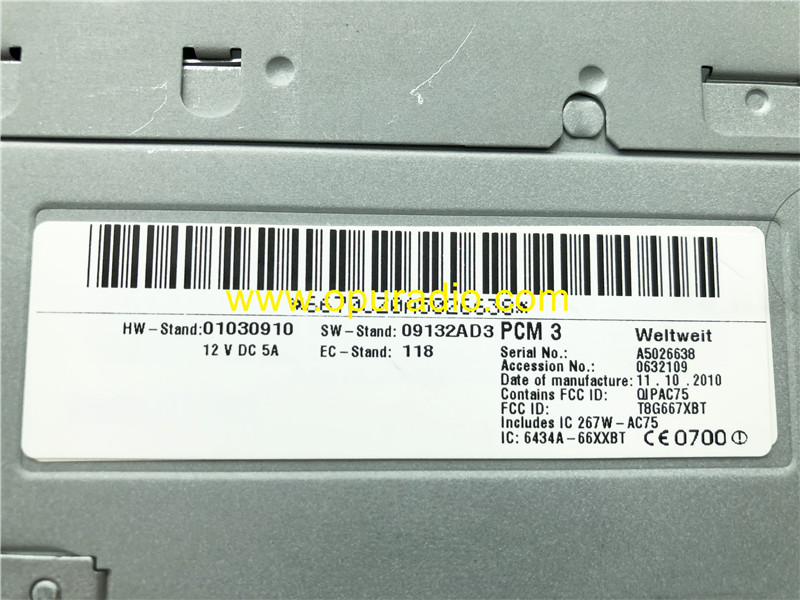 www.opuradio.com
HW-Stand:01030910 SW-Stand: 09132AD3 PCM 3 Weltweit
12 V DC 5A EC-Stand: 118
Serial No.: A5026638
Accession No.: 0632109
Date of manufacture: 11.10.2010
Contains FCC ID: QIPAC75
FCC ID: T8G667XBT
Includes IC 267W-AC75
IC: 6434A-66XXBT CE0700